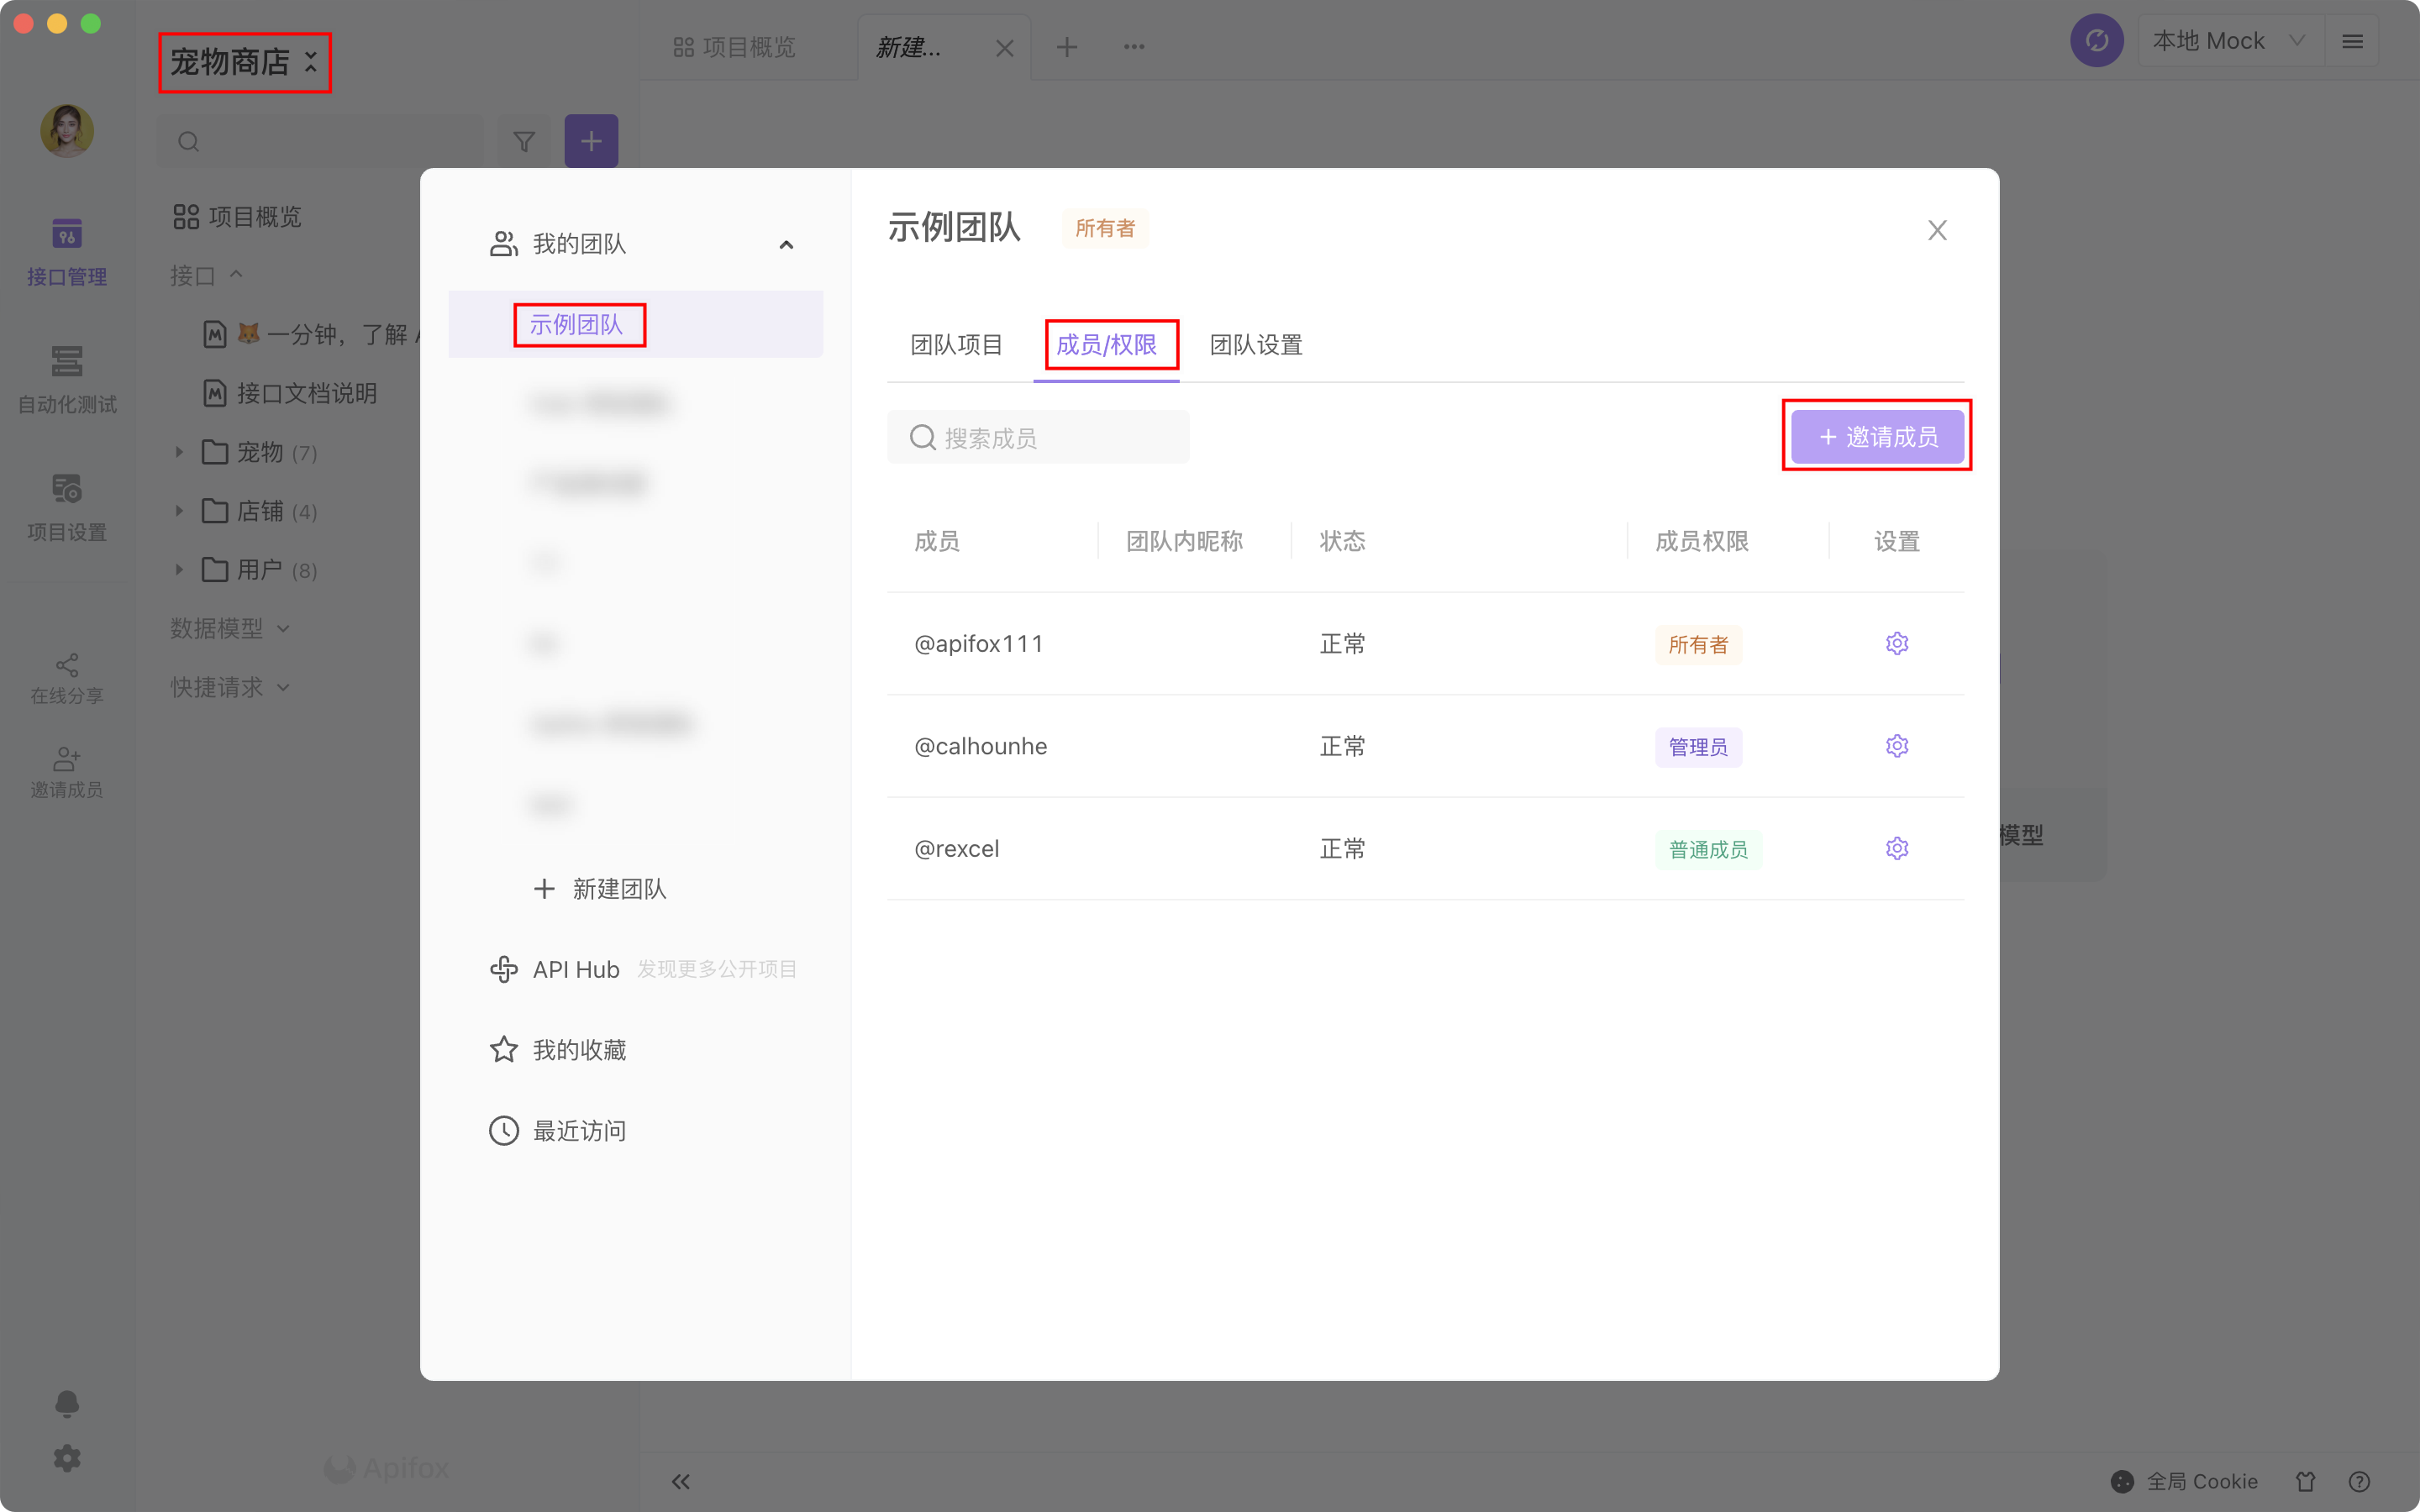 宠物商店
项目概览
新建...
本地 Mock
接口管理
自动化测试
项目设置
在线分享
邀请成员
项目概览
接口
一分钟，了解
接口文档说明
宠物 (7)
店铺 (4)
用户 (8)
数据模型
快捷请求
Apifox
我的团队
示例团队
新建团队
API Hub 发现更多公开项目
我的收藏
最近访问
示例团队 所有者
团队项目 成员/权限 团队设置
搜索成员
+ 邀请成员
成员 团队内昵称 状态 成员权限 设置
@apifox111 正常 所有者
@calhounhe 正常 管理员
@rexcel 正常 普通成员
模型
全局 Cookie